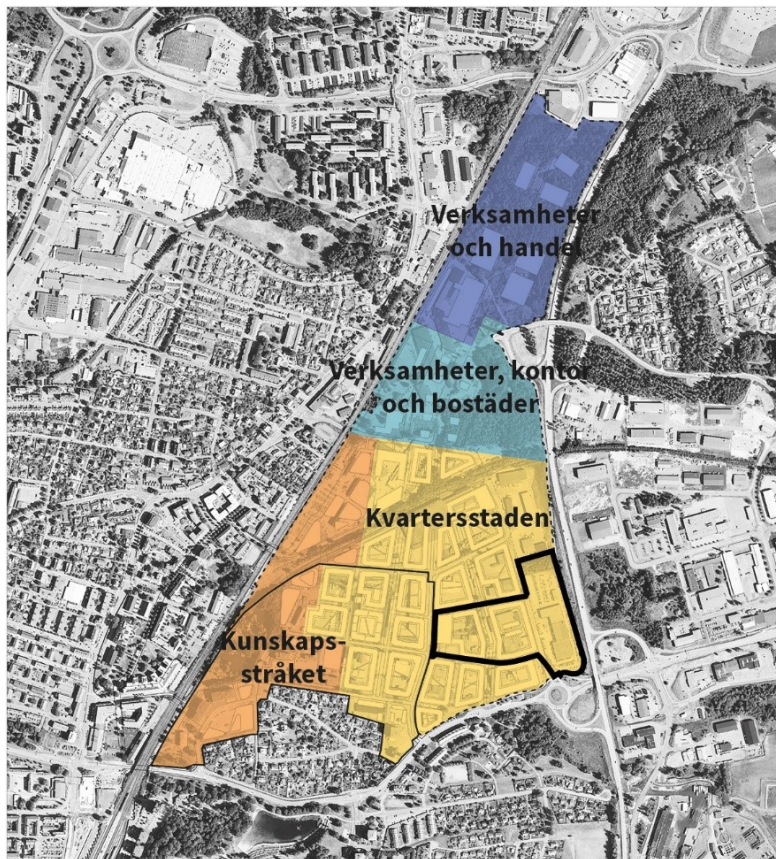 Verksamheter
och handel
Verksamheter, kontor
och bostäder
Kvartersstaden
Kunskaps-
stråket